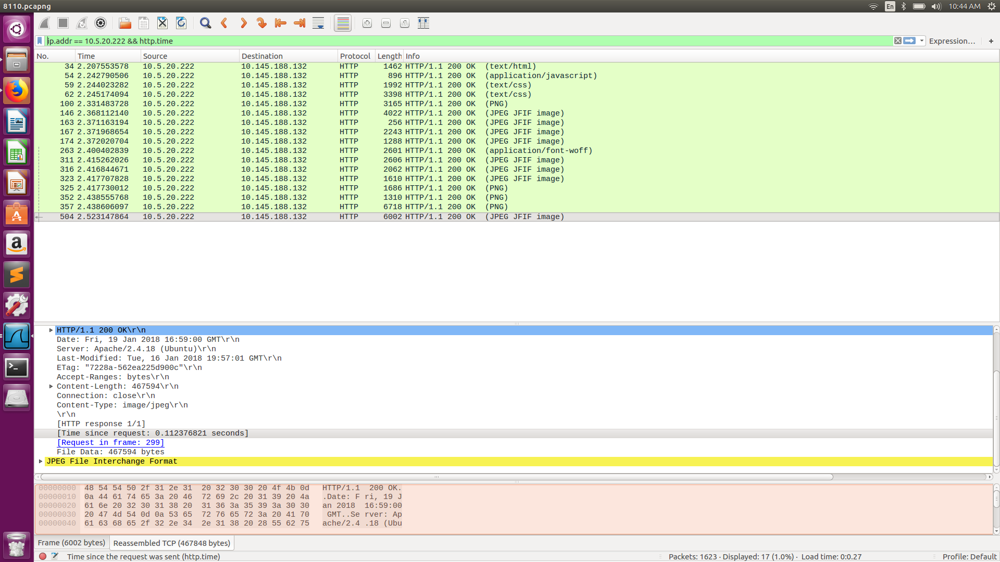 8110.pcapng
En
10:44 AM
ip.addr == 10.5.20.222 && http.time
Expression…
+
No. Time Source Destination Protocol Length Info
34 2.207553578 10.5.20.222 10.145.188.132 HTTP 1462 HTTP/1.1 200 OK (text/html)
54 2.242790506 10.5.20.222 10.145.188.132 HTTP 896 HTTP/1.1 200 OK (application/javascript)
59 2.244023282 10.5.20.222 10.145.188.132 HTTP 1992 HTTP/1.1 200 OK (text/css)
62 2.245174094 10.5.20.222 10.145.188.132 HTTP 3398 HTTP/1.1 200 OK (text/css)
100 2.331483728 10.5.20.222 10.145.188.132 HTTP 3165 HTTP/1.1 200 OK (PNG)
146 2.368112140 10.5.20.222 10.145.188.132 HTTP 4022 HTTP/1.1 200 OK (JPEG JFIF image)
163 2.371163194 10.5.20.222 10.145.188.132 HTTP 256 HTTP/1.1 200 OK (JPEG JFIF image)
167 2.371968654 10.5.20.222 10.145.188.132 HTTP 2243 HTTP/1.1 200 OK (JPEG JFIF image)
174 2.372020704 10.5.20.222 10.145.188.132 HTTP 1288 HTTP/1.1 200 OK (JPEG JFIF image)
263 2.400402839 10.5.20.222 10.145.188.132 HTTP 2601 HTTP/1.1 200 OK (application/font-woff)
311 2.415262026 10.5.20.222 10.145.188.132 HTTP 2606 HTTP/1.1 200 OK (JPEG JFIF image)
316 2.416844671 10.5.20.222 10.145.188.132 HTTP 2062 HTTP/1.1 200 OK (JPEG JFIF image)
323 2.417707828 10.5.20.222 10.145.188.132 HTTP 1610 HTTP/1.1 200 OK (JPEG JFIF image)
325 2.417730012 10.5.20.222 10.145.188.132 HTTP 1686 HTTP/1.1 200 OK (PNG)
352 2.438555768 10.5.20.222 10.145.188.132 HTTP 1310 HTTP/1.1 200 OK (PNG)
357 2.438606097 10.5.20.222 10.145.188.132 HTTP 6718 HTTP/1.1 200 OK (PNG)
504 2.523147864 10.5.20.222 10.145.188.132 HTTP 6002 HTTP/1.1 200 OK (JPEG JFIF image)
HTTP/1.1 200 OK\r\n
Date: Fri, 19 Jan 2018 16:59:00 GMT\r\n
Server: Apache/2.4.18 (Ubuntu)\r\n
Last-Modified: Tue, 16 Jan 2018 19:57:01 GMT\r\n
ETag: "7228a-562ea225d900c"\r\n
Accept-Ranges: bytes\r\n
Content-Length: 467594\r\n
Connection: close\r\n
Content-Type: image/jpeg\r\n
\r\n
[HTTP response 1/1]
[Time since request: 0.112376821 seconds]
[Request in frame: 299]
File Data: 467594 bytes
JPEG File Interchange Format
00000000 48 54 54 50 2f 31 2e 31 20 32 30 30 20 4f 4b 0d HTTP/1.1 200 OK.
00000010 0a 44 61 74 65 3a 20 46 72 69 2c 20 31 39 20 4a .Date: F ri, 19 J
00000020 61 6e 20 32 30 31 38 20 31 36 3a 35 39 3a 30 30 an 2018 16:59:00
00000030 20 47 4d 54 0d 0a 53 65 72 76 65 72 3a 20 41 70 GMT..Se rver: Ap
00000040 61 63 68 65 2f 32 2e 34 2e 31 38 20 28 55 62 75 ache/2.4 .18 (Ubu
Frame (6002 bytes) Reassembled TCP (467848 bytes)
Time since the request was sent (http.time) Packets: 1623 · Displayed: 17 (1.0%) · Load time: 0:0.27 Profile: Default